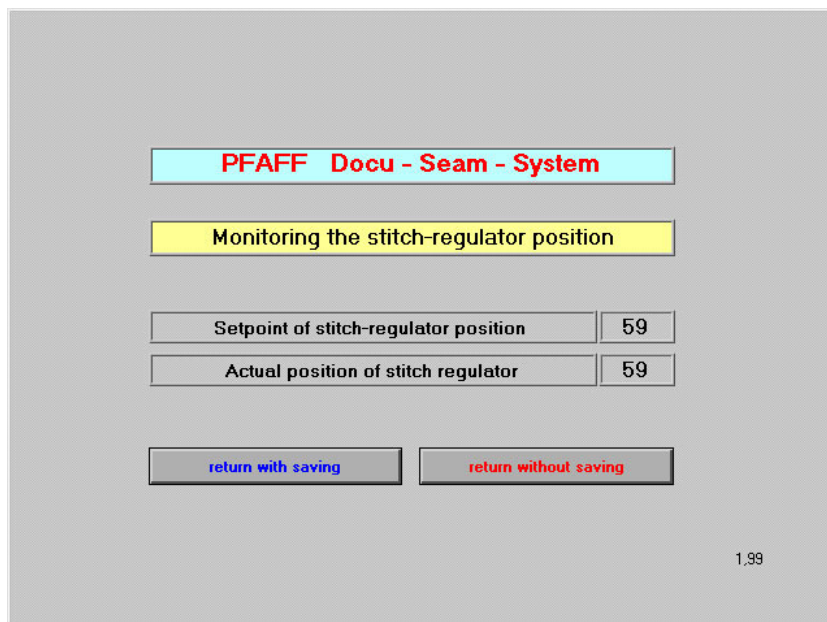 PFAFF Docu - Seam - System
Monitoring the stitch-regulator position
Setpoint of stitch-regulator position 59
Actual position of stitch regulator 59
return with saving return without saving
1,99